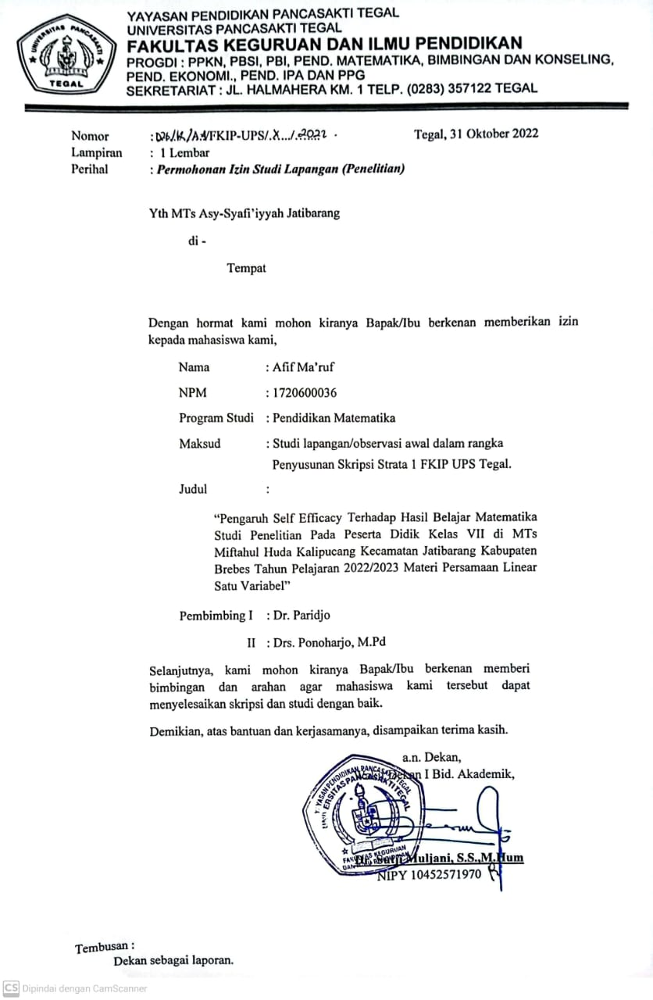 YAYASAN PENDIDIKAN PANCASAKTI TEGAL
UNIVERSITAS PANCASAKTI TEGAL
FAKULTAS KEGURUAN DAN ILMU PENDIDIKAN
PROGDI : PPKN, PBSI, PBI, PEND. MATEMATIKA, BIMBINGAN DAN KONSELING,
PEND. EKONOMI., PEND. IPA DAN PPG
SEKRETARIAT : JL. HALMAHERA KM. 1 TELP. (0283) 357122 TEGAL
UNIVERSITAS PANCASAKTI
TEGAL
Nomor : /FKIP-UPS/.X.../.2022 .
Tegal, 31 Oktober 2022
Lampiran : 1 Lembar
Perihal : Permohonan Izin Studi Lapangan (Penelitian)
Yth MTs Asy-Syafi’iyyah Jatibarang
di -
Tempat
Dengan hormat kami mohon kiranya Bapak/Ibu berkenan memberikan izin
kepada mahasiswa kami,
Nama : Afif Ma’ruf
NPM : 1720600036
Program Studi : Pendidikan Matematika
Maksud : Studi lapangan/observasi awal dalam rangka
Penyusunan Skripsi Strata 1 FKIP UPS Tegal.
Judul :
“Pengaruh Self Efficacy Terhadap Hasil Belajar Matematika
Studi Penelitian Pada Peserta Didik Kelas VII di MTs
Miftahul Huda Kalipucang Kecamatan Jatibarang Kabupaten
Brebes Tahun Pelajaran 2022/2023 Materi Persamaan Linear
Satu Variabel”
Pembimbing I : Dr. Paridjo
II : Drs. Ponoharjo, M.Pd
Selanjutnya, kami mohon kiranya Bapak/Ibu berkenan memberi
bimbingan dan arahan agar mahasiswa kami tersebut dapat
menyelesaikan skripsi dan studi dengan baik.
Demikian, atas bantuan dan kerjasamanya, disampaikan terima kasih.
a.n. Dekan,
Dekan I Bid. Akademik,
YAYASAN PENDIDIKAN PANCASAKTI TEGAL
UNIVERSITAS PANCASAKTI TEGAL
FAKULTAS KEGURUAN
DAN ILMU PENDIDIKAN
Dr. Sutji Muljani, S.S.,M.Hum
NIPY 10452571970
Tembusan :
Dekan sebagai laporan.
CS Dipindai dengan CamScanner